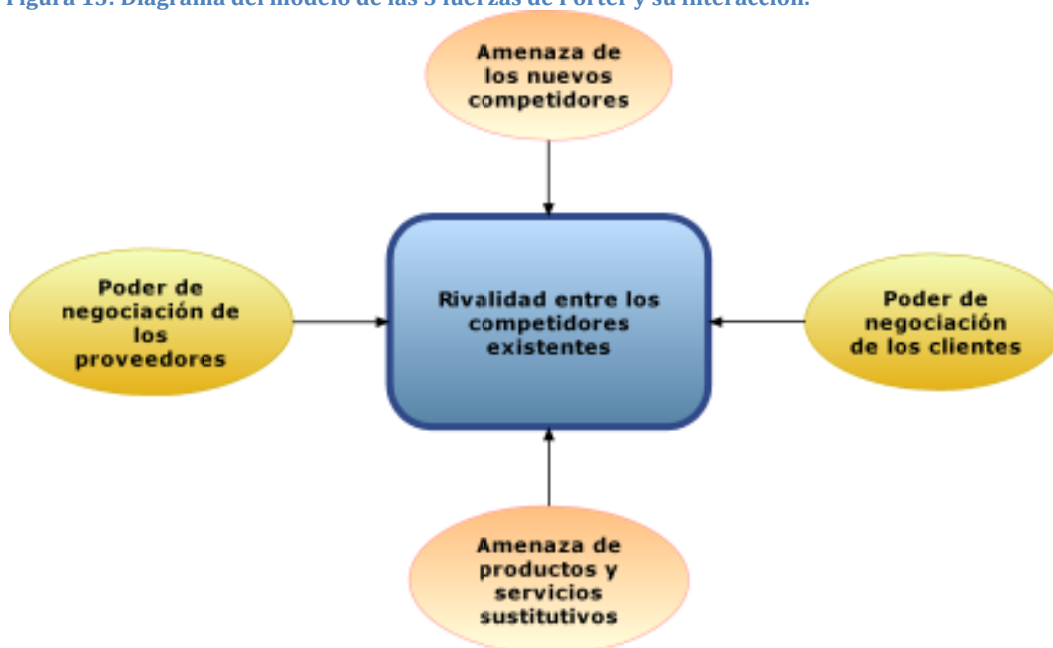 Figura 13. Diagrama del modelo de las 5 fuerzas de Porter y su interacción.
Amenaza de
los nuevos
competidores
Poder de
negociación de
los
proveedores
Rivalidad entre los
competidores
existentes
Poder de
negociación
de los clientes
Amenaza de
productos y
servicios
sustitutivos